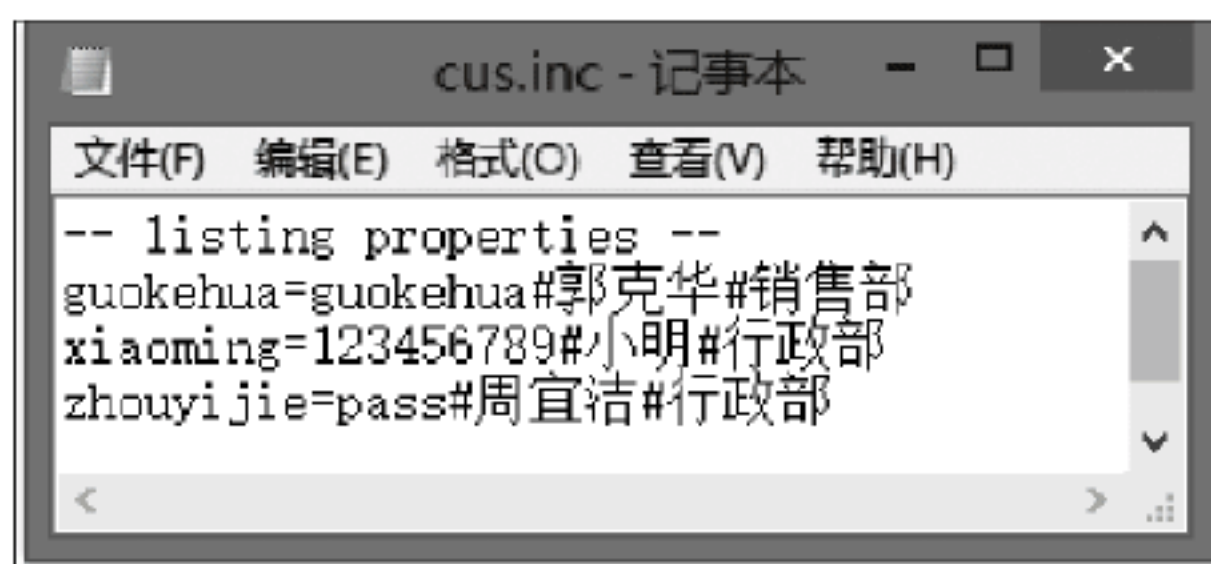 cus.inc - 记事本
文件(F) 编辑(E) 格式(O) 查看(V) 帮助(H)
-- listing properties --
guokehua=guokehua#郭克华#销售部
xiaoming=123456789#小明#行政部
zhouyijie=pass#周宜洁#行政部